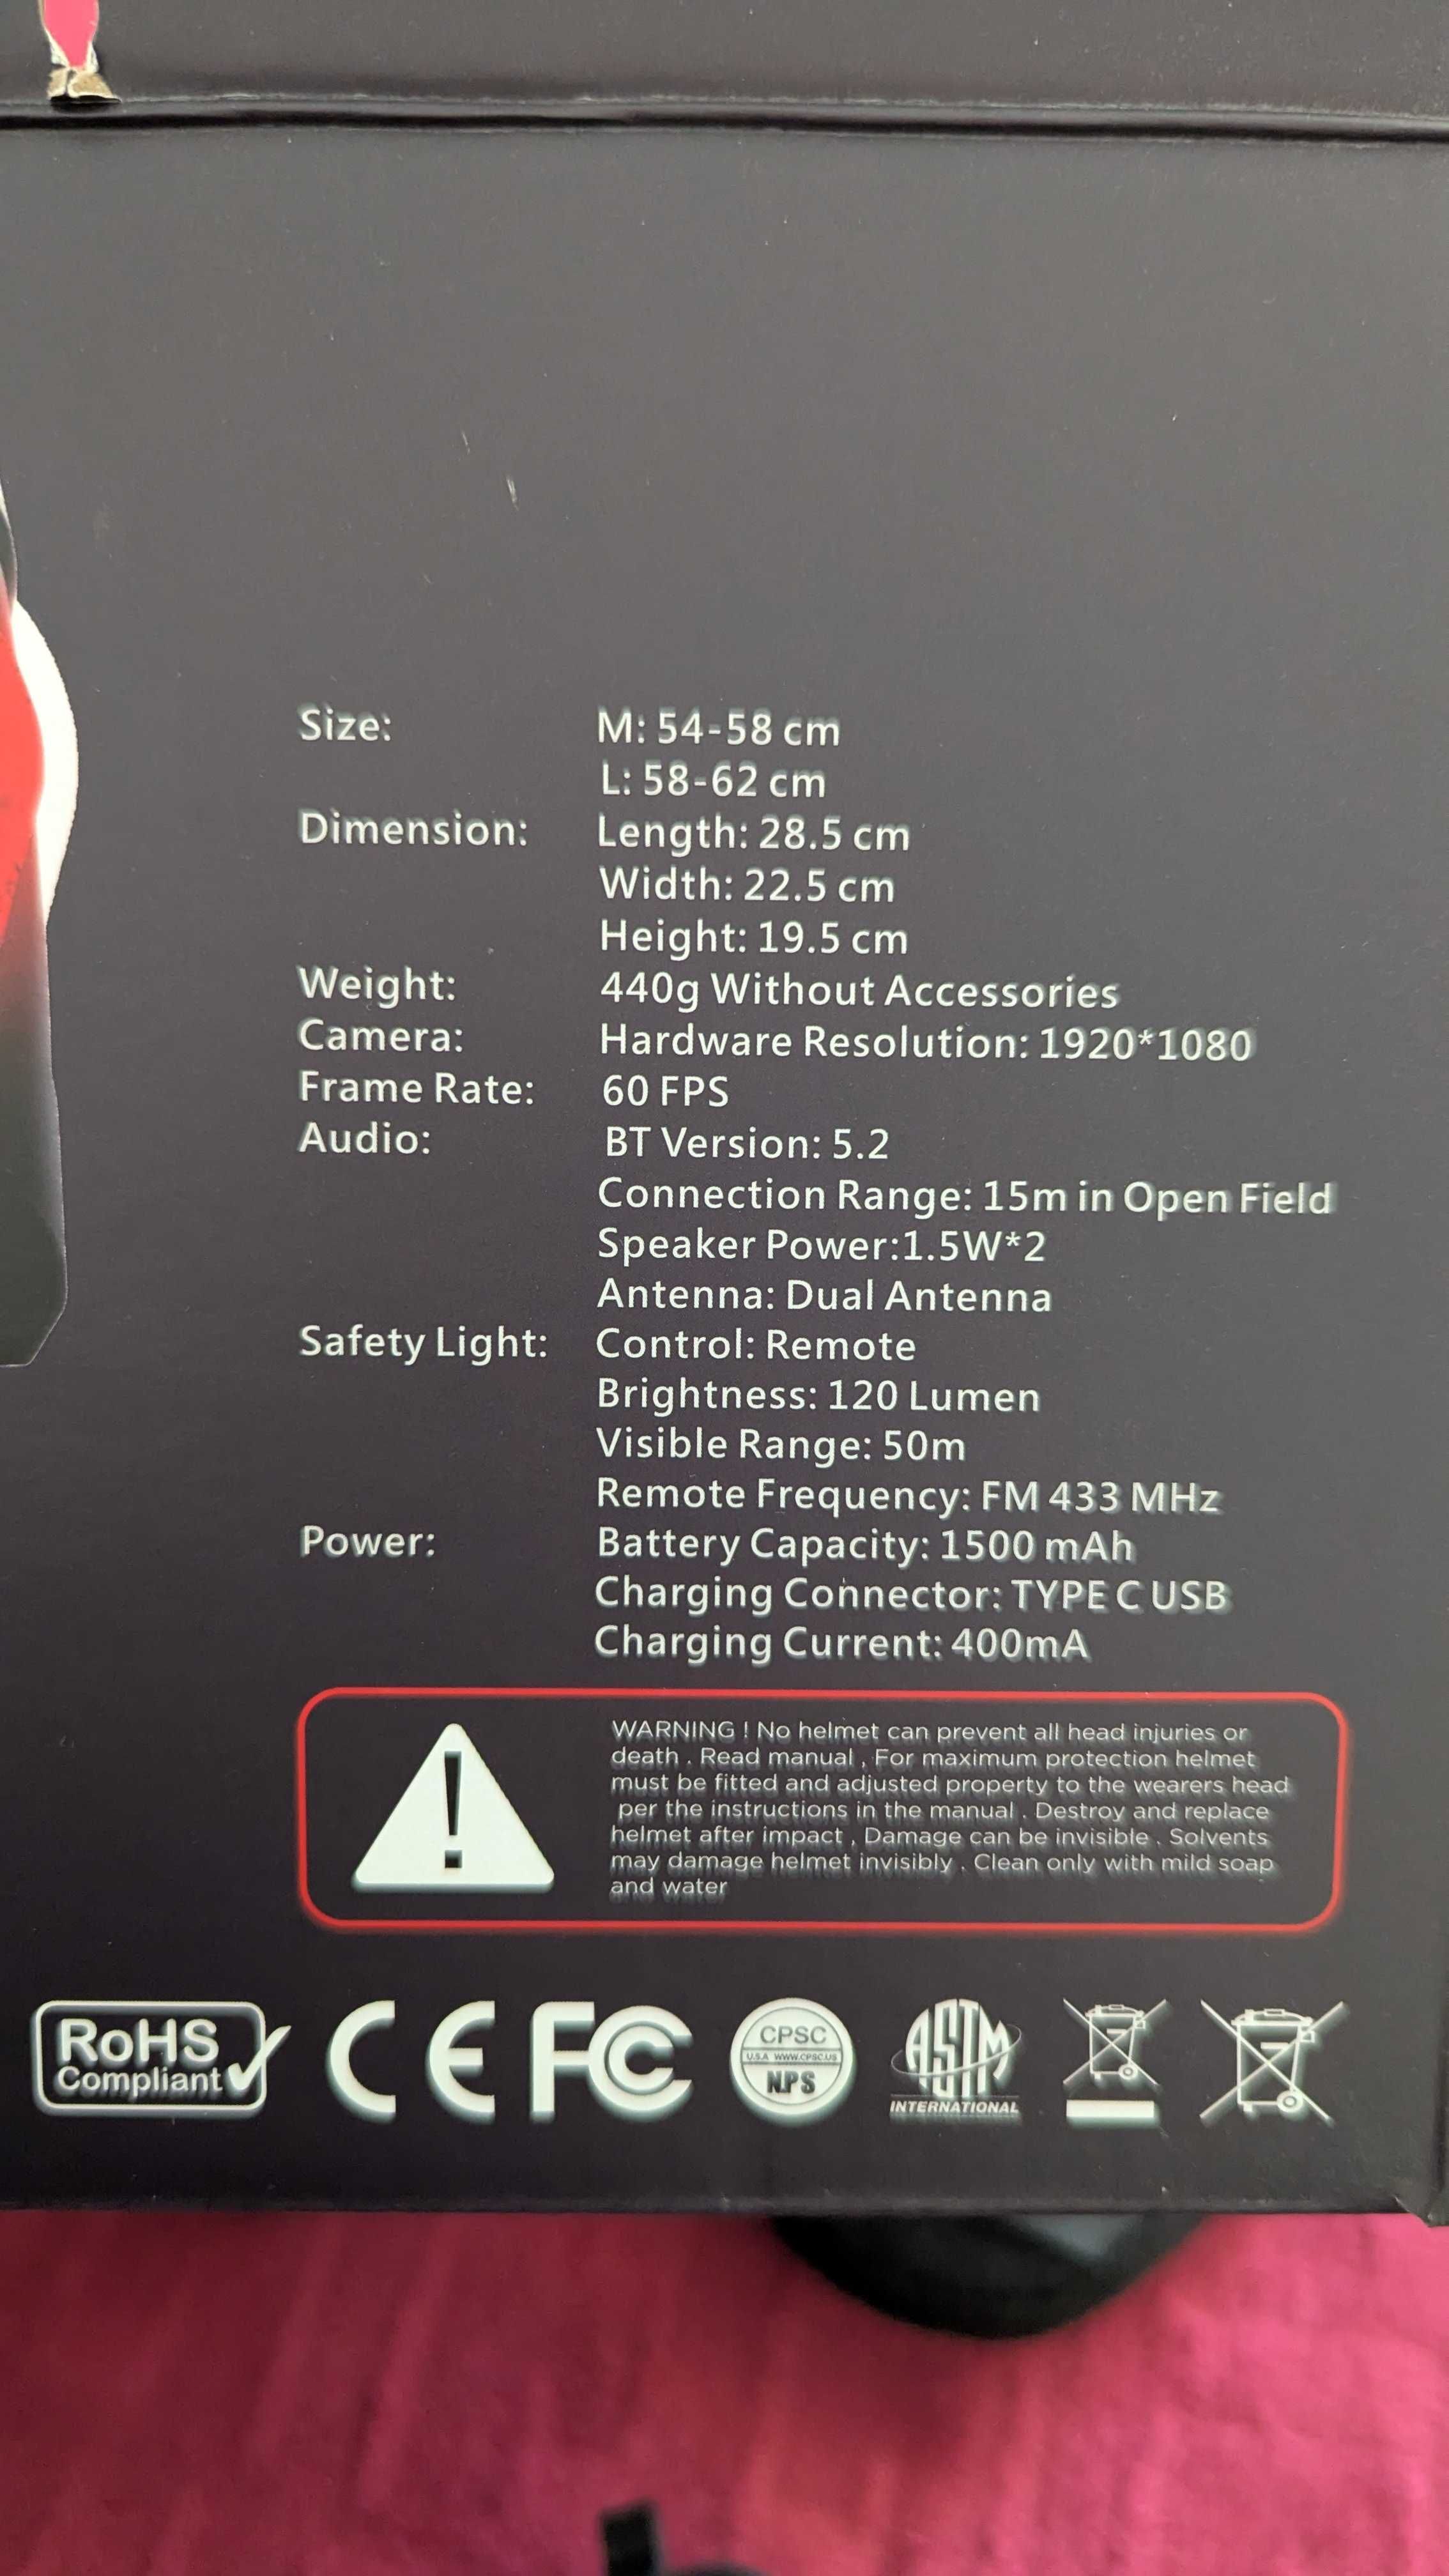 Size: M: 54-58 cm
L: 58-62 cm
Dimension: Length: 28.5 cm
Width: 22.5 cm
Height: 19.5 cm
Weight: 440g Without Accessories
Camera: Hardware Resolution: 1920*1080
Frame Rate: 60 FPS
Audio: BT Version: 5.2
Connection Range: 15m in Open Field
Speaker Power:1.5W*2
Antenna: Dual Antenna
Safety Light: Control: Remote
Brightness: 120 Lumen
Visible Range: 50m
Remote Frequency: FM 433 MHz
Power: Battery Capacity: 1500 mAh
Charging Connector: TYPE C USB
Charging Current: 400mA
WARNING ! No helmet can prevent all head injuries or
death . Read manual , For maximum protection helmet
must be fitted and adjusted property to the wearers head
per the instructions in the manual . Destroy and replace
helmet after impact , Damage can be invisible . Solvents
may damage helmet invisibly . Clean only with mild soap
and water
RoHS
Compliant
CE FC
CPSC
U.S.A WWW.CPSC.US
NPS
ASTM
INTERNATIONAL